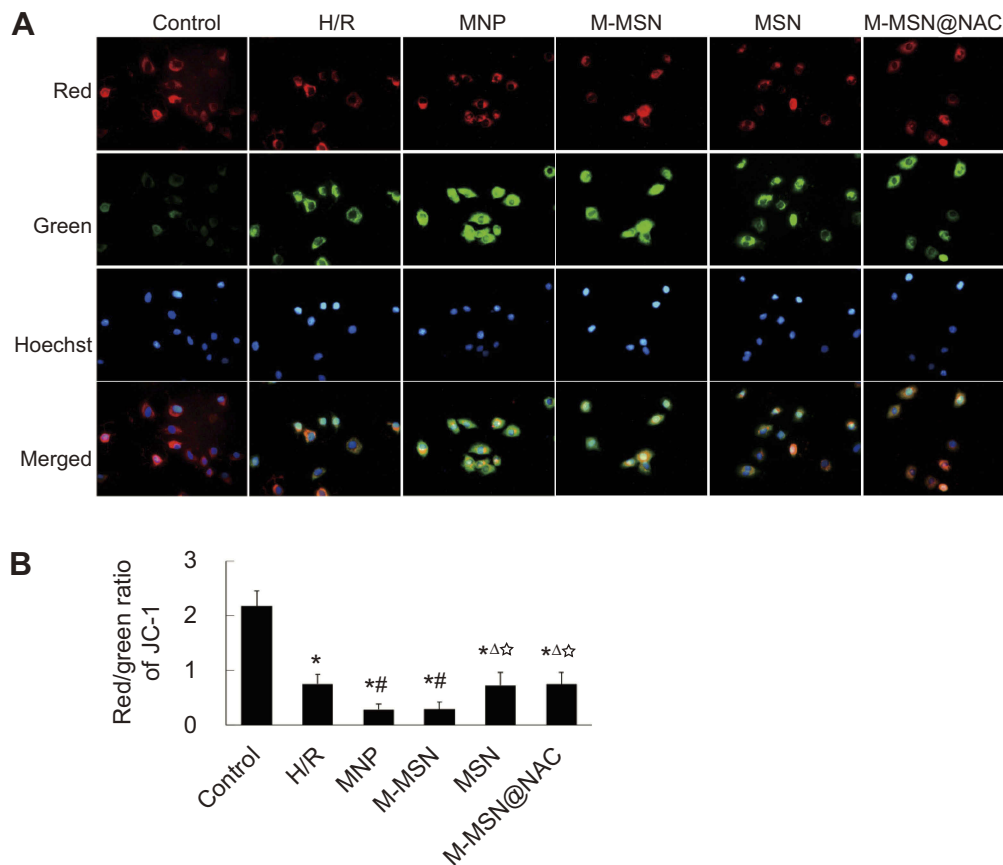 A
Control H/R MNP M-MSN MSN M-MSN@NAC
Red
Green
Hoechst
Merged
B
Red/green ratio
of JC-1
3
2
1
0
*
*#
*#
*Δ☆
*Δ☆
Control
H/R
MNP
M-MSN
MSN
M-MSN@NAC